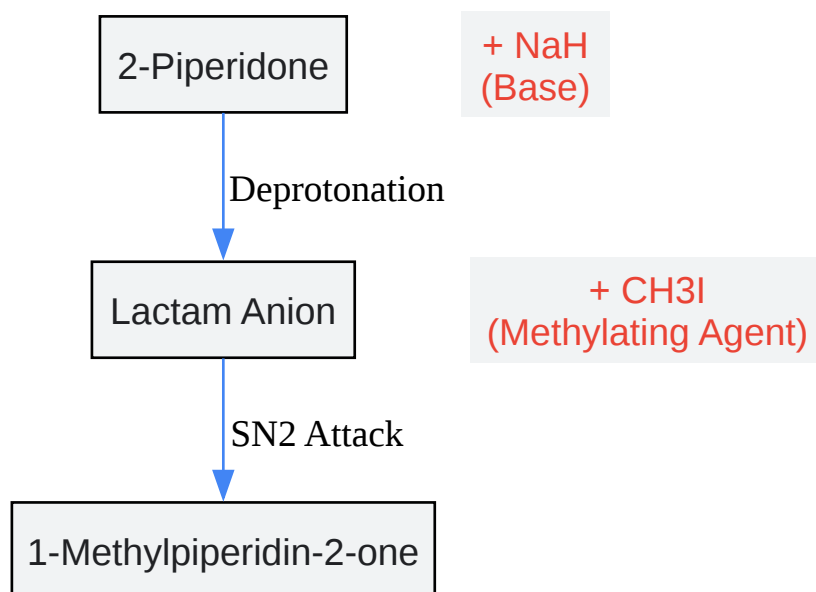 2-Piperidone
+ NaH
(Base)
Deprotonation
Lactam Anion
+ CH3I
(Methylating Agent)
SN2 Attack
1-Methylpiperidin-2-one